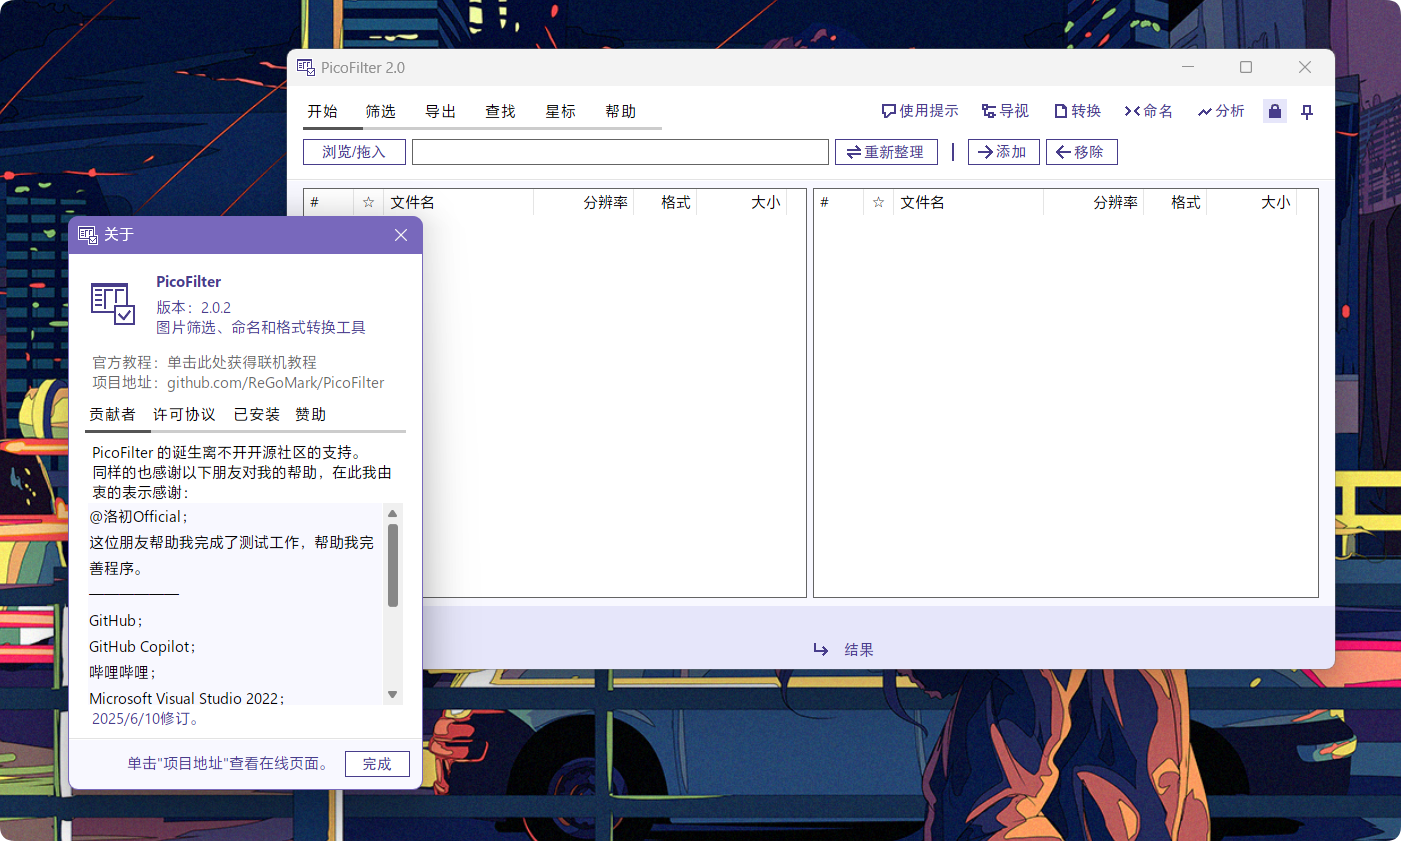 PicoFilter 2.0
开始 筛选 导出 查找 星标 帮助 使用提示 导视 转换 命名 分析
浏览/拖入 重新整理 添加 移除
# ☆ 文件名 分辨率 格式 大小 # ☆ 文件名 分辨率 格式 大小
结果
关于
PicoFilter
版本：2.0.2
图片筛选、命名和格式转换工具
官方教程：单击此处获得联机教程
项目地址：github.com/ReGoMark/PicoFilter
贡献者 许可协议 已安装 赞助
PicoFilter 的诞生离不开开源社区的支持。
同样的也感谢以下朋友对我的帮助，在此我由
衷的表示感谢：
@洛初Official；
这位朋友帮助我完成了测试工作，帮助我完
善程序。
——————
GitHub；
GitHub Copilot；
哔哩哔哩；
Microsoft Visual Studio 2022；
2025/6/10修订。
单击"项目地址"查看在线页面。 完成